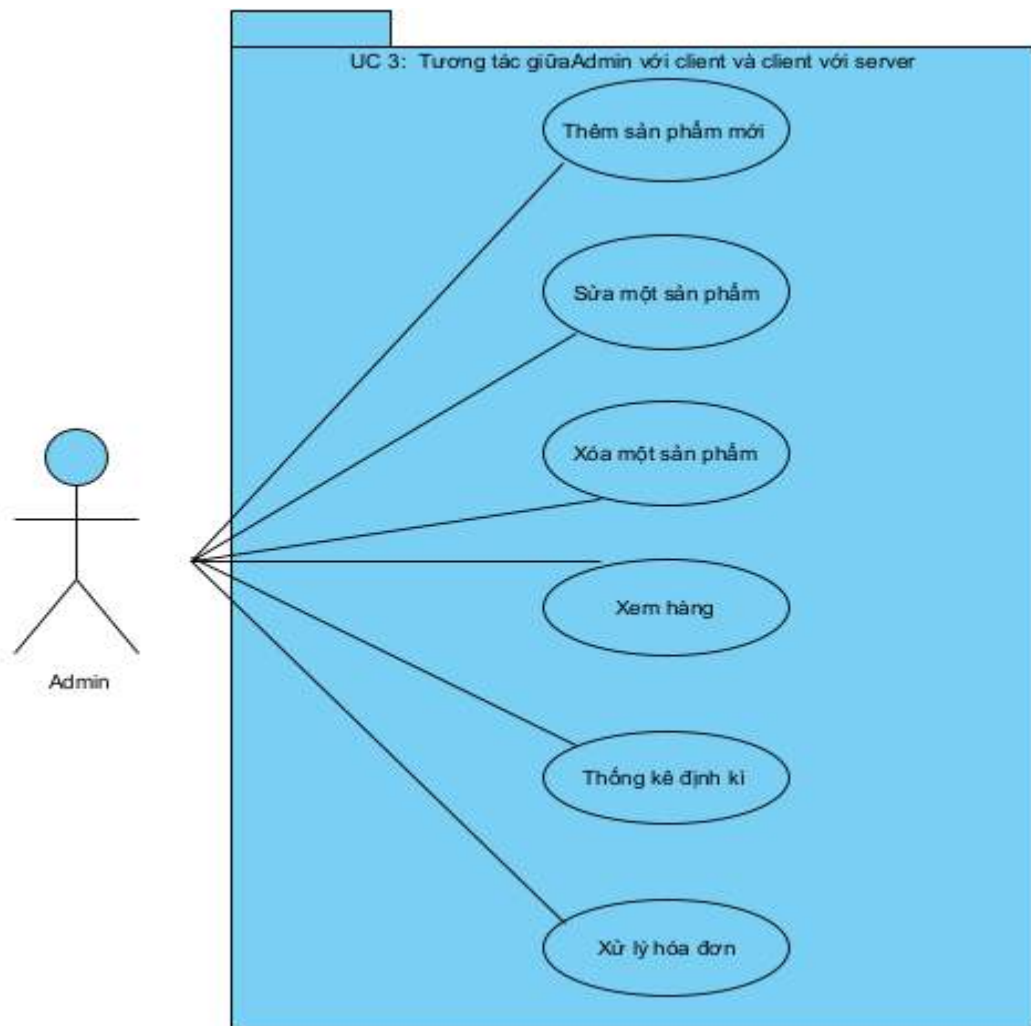 UC 3: Tương tác giữaAdmin với client và client với server
Thêm sản phẩm mới
Sửa một sản phẩm
Xóa một sản phẩm
Xem hàng
Admin
Thống kê định kì
Xử lý hóa đơn